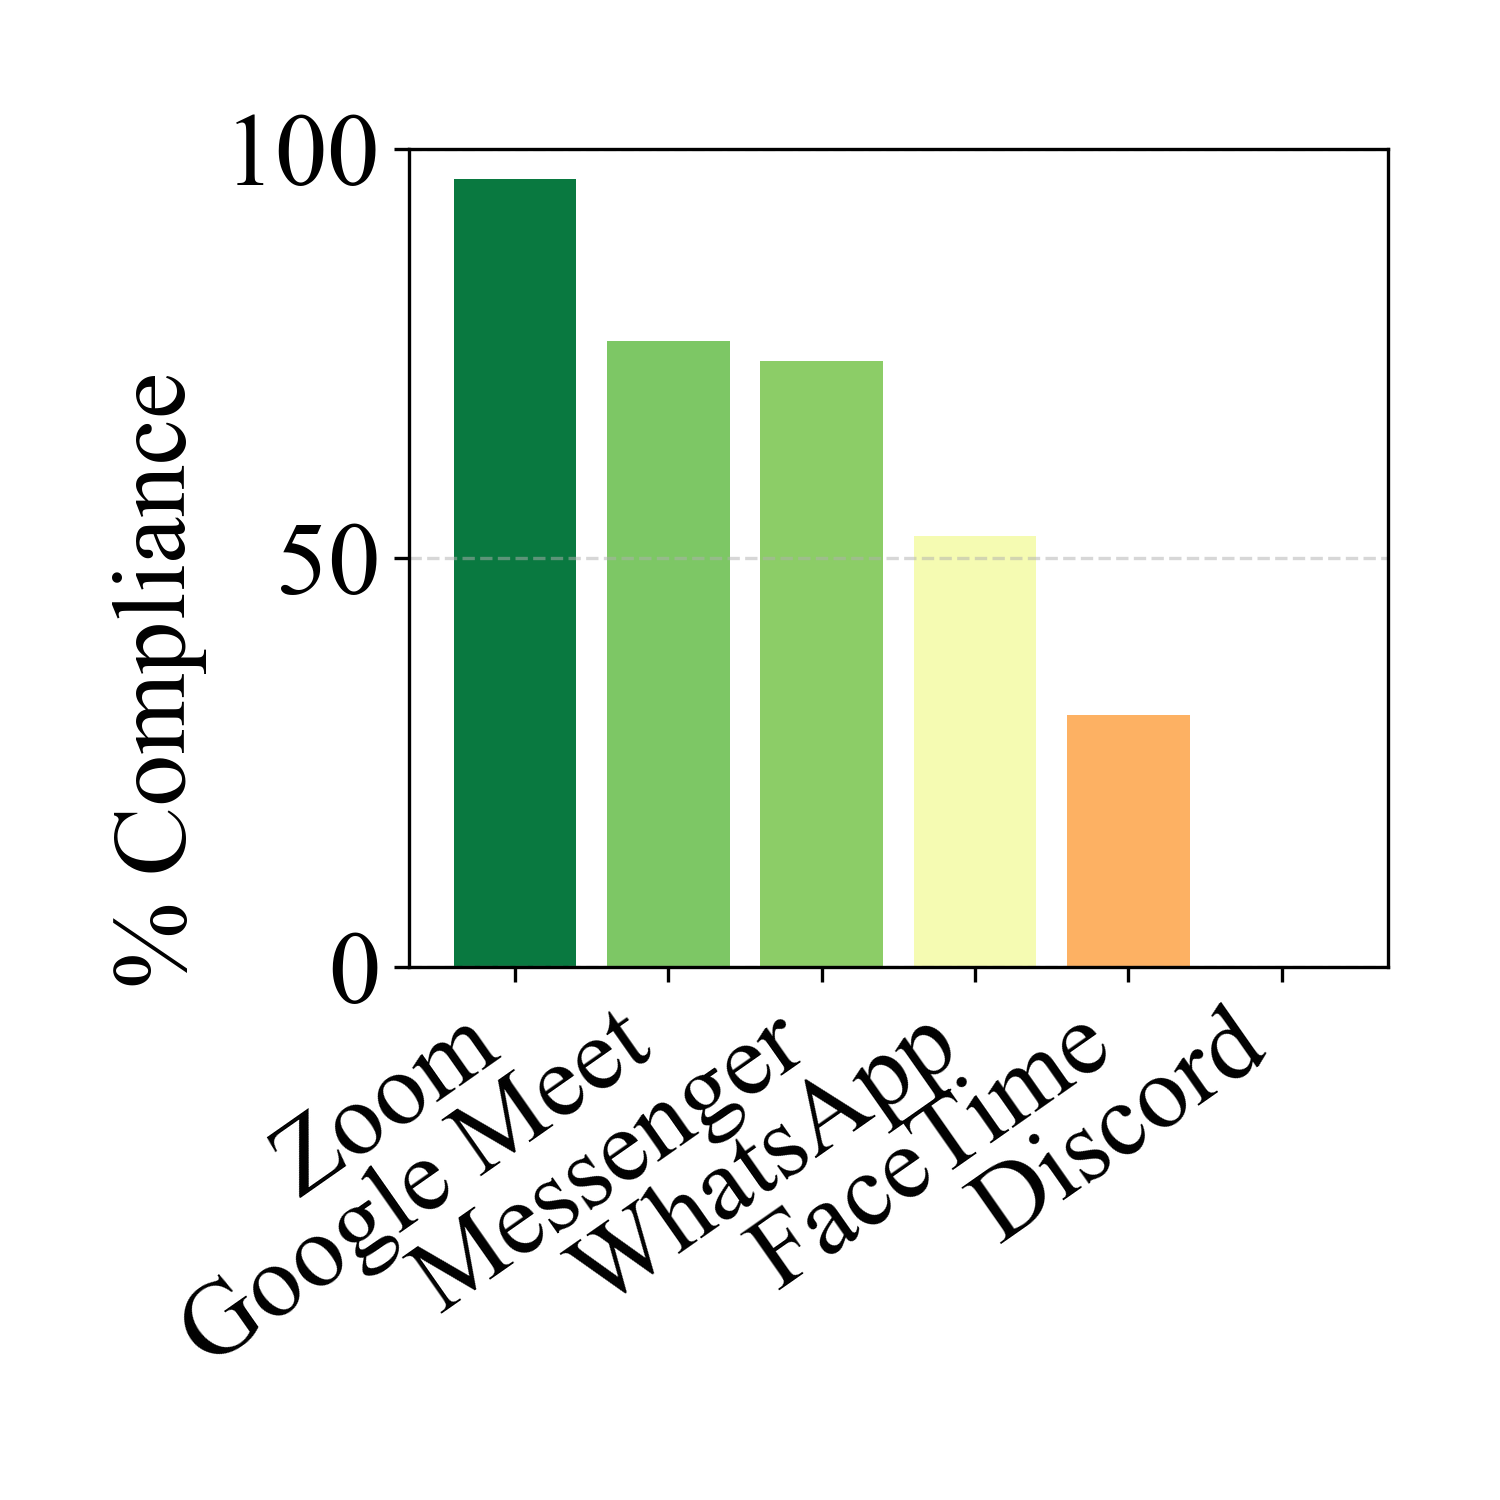 % Compliance
100
50
0
Zoom
Google Meet
Messenger
WhatsApp
FaceTime
Discord